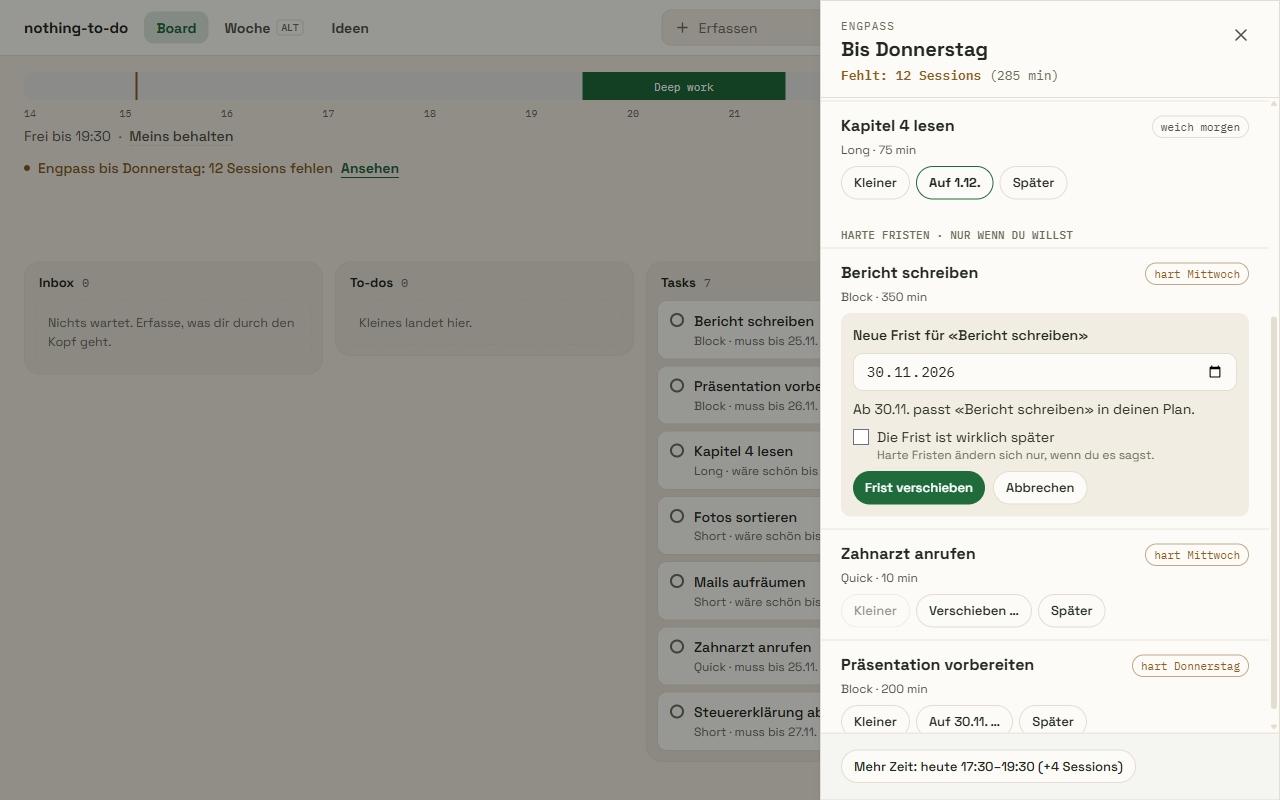 nothing-to-do
Board
Woche ALT
Ideen
+ Erfassen
Deep work
14 15 16 17 18 19 20 21
Frei bis 19:30 · Meins behalten
Engpass bis Donnerstag: 12 Sessions fehlen Ansehen
Inbox 0
Nichts wartet. Erfasse, was dir durch den
Kopf geht.
To-dos 0
Kleines landet hier.
Tasks 7
Bericht schreiben
Block · muss bis 25.11.
Präsentation vorbe
Block · muss bis 26.11.
Kapitel 4 lesen
Long · wäre schön bis
Fotos sortieren
Short · wäre schön bis
Mails aufräumen
Short · wäre schön bis
Zahnarzt anrufen
Quick · muss bis 25.11.
Steuererklärung ab
Short · muss bis 27.11.
ENGPASS
Bis Donnerstag
Fehlt: 12 Sessions (285 min)
Kapitel 4 lesen
weich morgen
Long · 75 min
Kleiner
Auf 1.12.
Später
HARTE FRISTEN · NUR WENN DU WILLST
Bericht schreiben
hart Mittwoch
Block · 350 min
Neue Frist für «Bericht schreiben»
30.11.2026
Ab 30.11. passt «Bericht schreiben» in deinen Plan.
Die Frist ist wirklich später
Harte Fristen ändern sich nur, wenn du es sagst.
Frist verschieben
Abbrechen
Zahnarzt anrufen
hart Mittwoch
Quick · 10 min
Kleiner
Verschieben …
Später
Präsentation vorbereiten
hart Donnerstag
Block · 200 min
Kleiner
Auf 30.11. …
Später
Mehr Zeit: heute 17:30–19:30 (+4 Sessions)